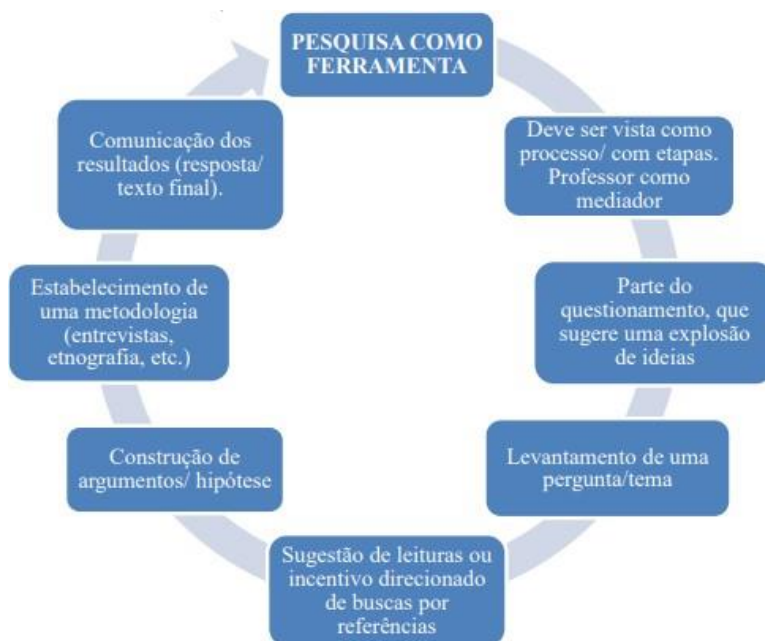 PESQUISA COMO
FERRAMENTA
Deve ser vista como
processo/ com etapas.
Professor como
mediador
Parte do
questionamento, que
sugere uma explosão
de ideias
Levantamento de uma
pergunta/tema
Sugestão de leituras ou
incentivo direcionado
de buscas por
referências
Construção de
argumentos/ hipótese
Estabelecimento de
uma metodologia
(entrevistas,
etnografia, etc.)
Comunicação dos
resultados (resposta/
texto final).